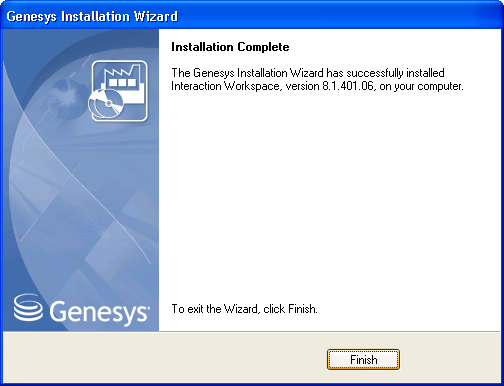 Genesys Installation Wizard
Installation Complete
The Genesys Installation Wizard has successfully installed
Interaction Workspace, version 8.1.401.06, on your computer.
Genesys
To exit the Wizard, click Finish.
Finish